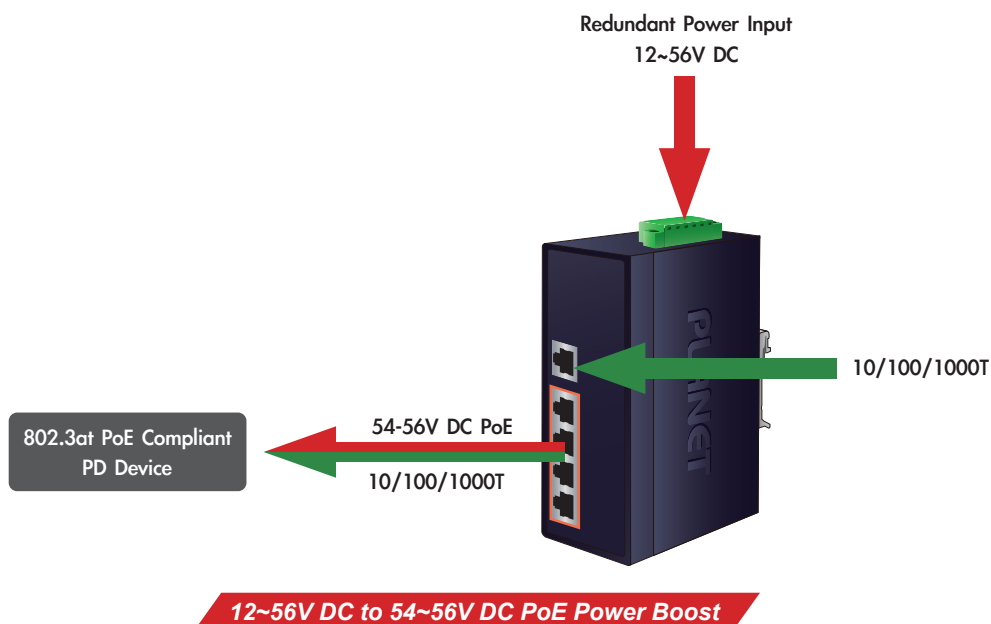 Redundant Power Input
12~56V DC
PLANET
10/100/1000T
54-56V DC PoE
10/100/1000T
802.3at PoE Compliant
PD Device
12~56V DC to 54~56V DC PoE Power Boost